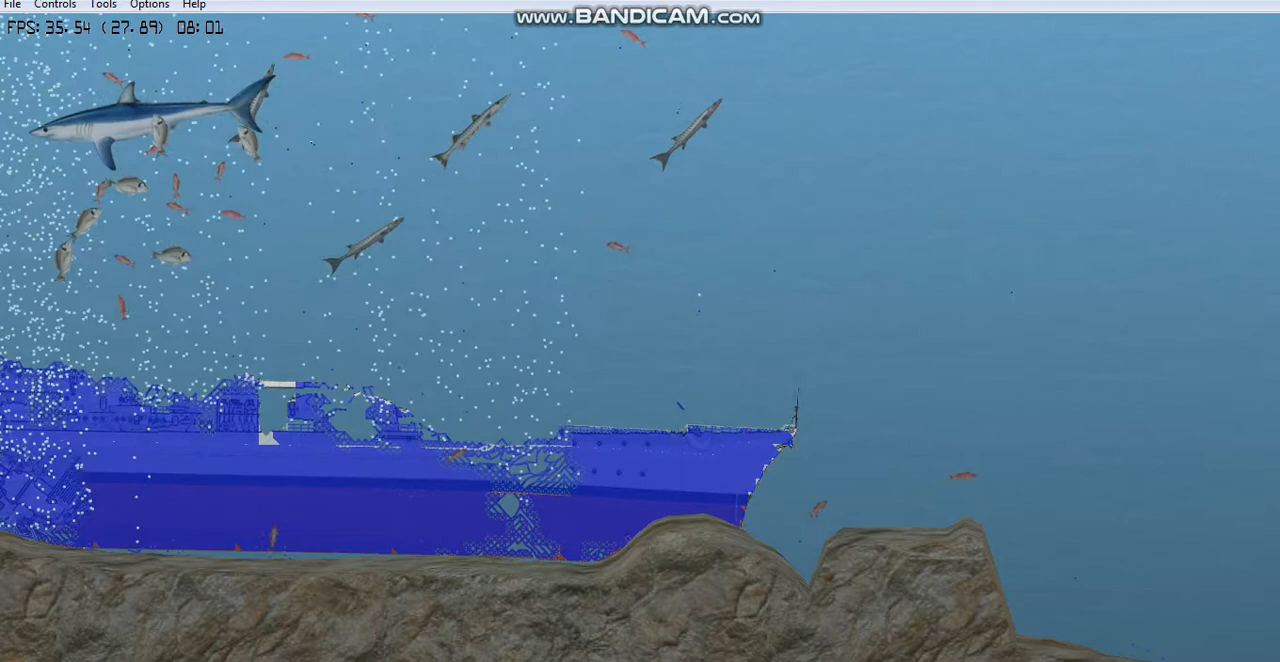 File Controls Tools Options Help
www.BANDICAM.com
FPS: 35.54 (27.89) 08:01